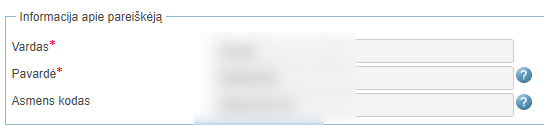 Informacija apie pareiškėją
Vardas*
Pavardė* ?
Asmens kodas ?